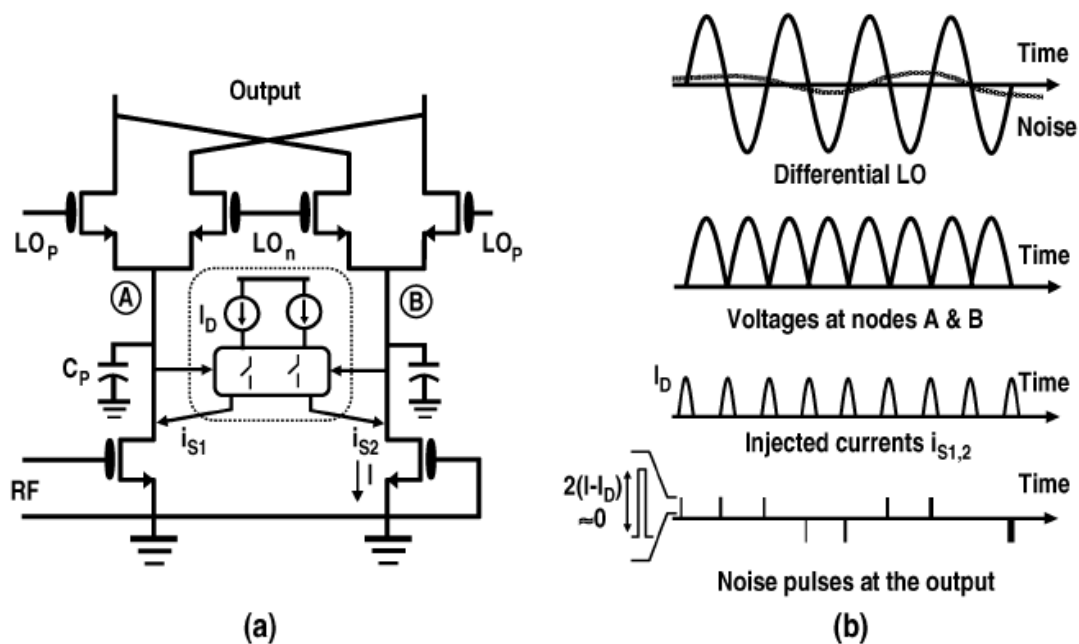 Output
LOP
LOn
LOP
A
B
ID
CP
iS1
iS2
I
RF
(a)
Time
Noise
Differential LO
Time
Voltages at nodes A & B
ID
Time
Injected currents iS1,2
2(I-ID)
≈0
Time
Noise pulses at the output
(b)